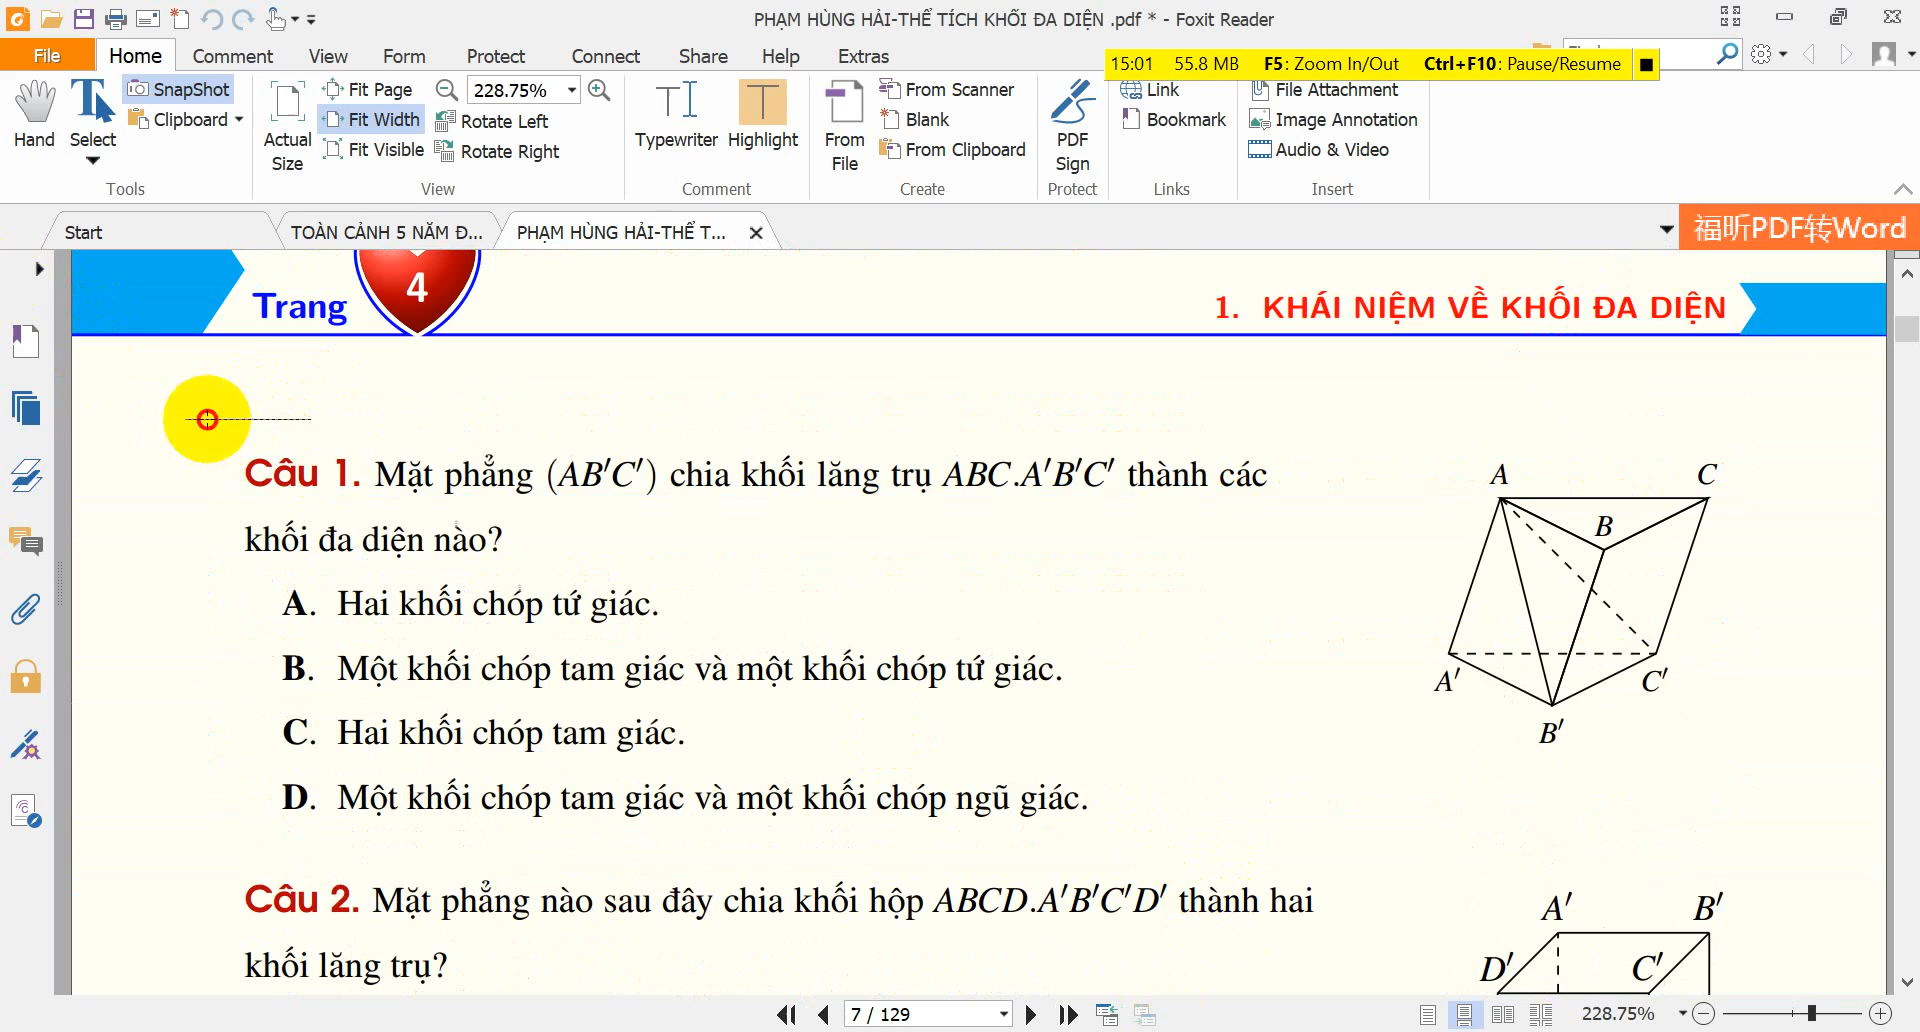 PHẠM HÙNG HẢI-THỂ TÍCH KHỐI ĐA DIỆN .pdf * - Foxit Reader
File Home Comment View Form Protect Connect Share Help Extras
15:01 55.8 MB F5: Zoom In/Out Ctrl+F10: Pause/Resume
Hand
Select
SnapShot
Clipboard
Tools
Actual Size
Fit Page
Fit Width
Fit Visible
228.75%
Rotate Left
Rotate Right
View
Typewriter
Highlight
Comment
From File
From Scanner
Blank
From Clipboard
Create
PDF Sign
Protect
Link
Bookmark
Links
File Attachment
Image Annotation
Audio & Video
Insert
Start
TOÀN CẢNH 5 NĂM Đ...
PHẠM HÙNG HẢI-THỂ T...
福昕PDF转Word
Trang 4
1. KHÁI NIỆM VỀ KHỐI ĐA DIỆN
Câu 1. Mặt phẳng (AB′C′) chia khối lăng trụ ABC.A′B′C′ thành các
khối đa diện nào?
A. Hai khối chóp tứ giác.
B. Một khối chóp tam giác và một khối chóp tứ giác.
C. Hai khối chóp tam giác.
D. Một khối chóp tam giác và một khối chóp ngũ giác.
A C
B
A′ C′
B′
Câu 2. Mặt phẳng nào sau đây chia khối hộp ABCD.A′B′C′D′ thành hai
khối lăng trụ?
A′ B′
D′ C′
7 / 129
228.75%